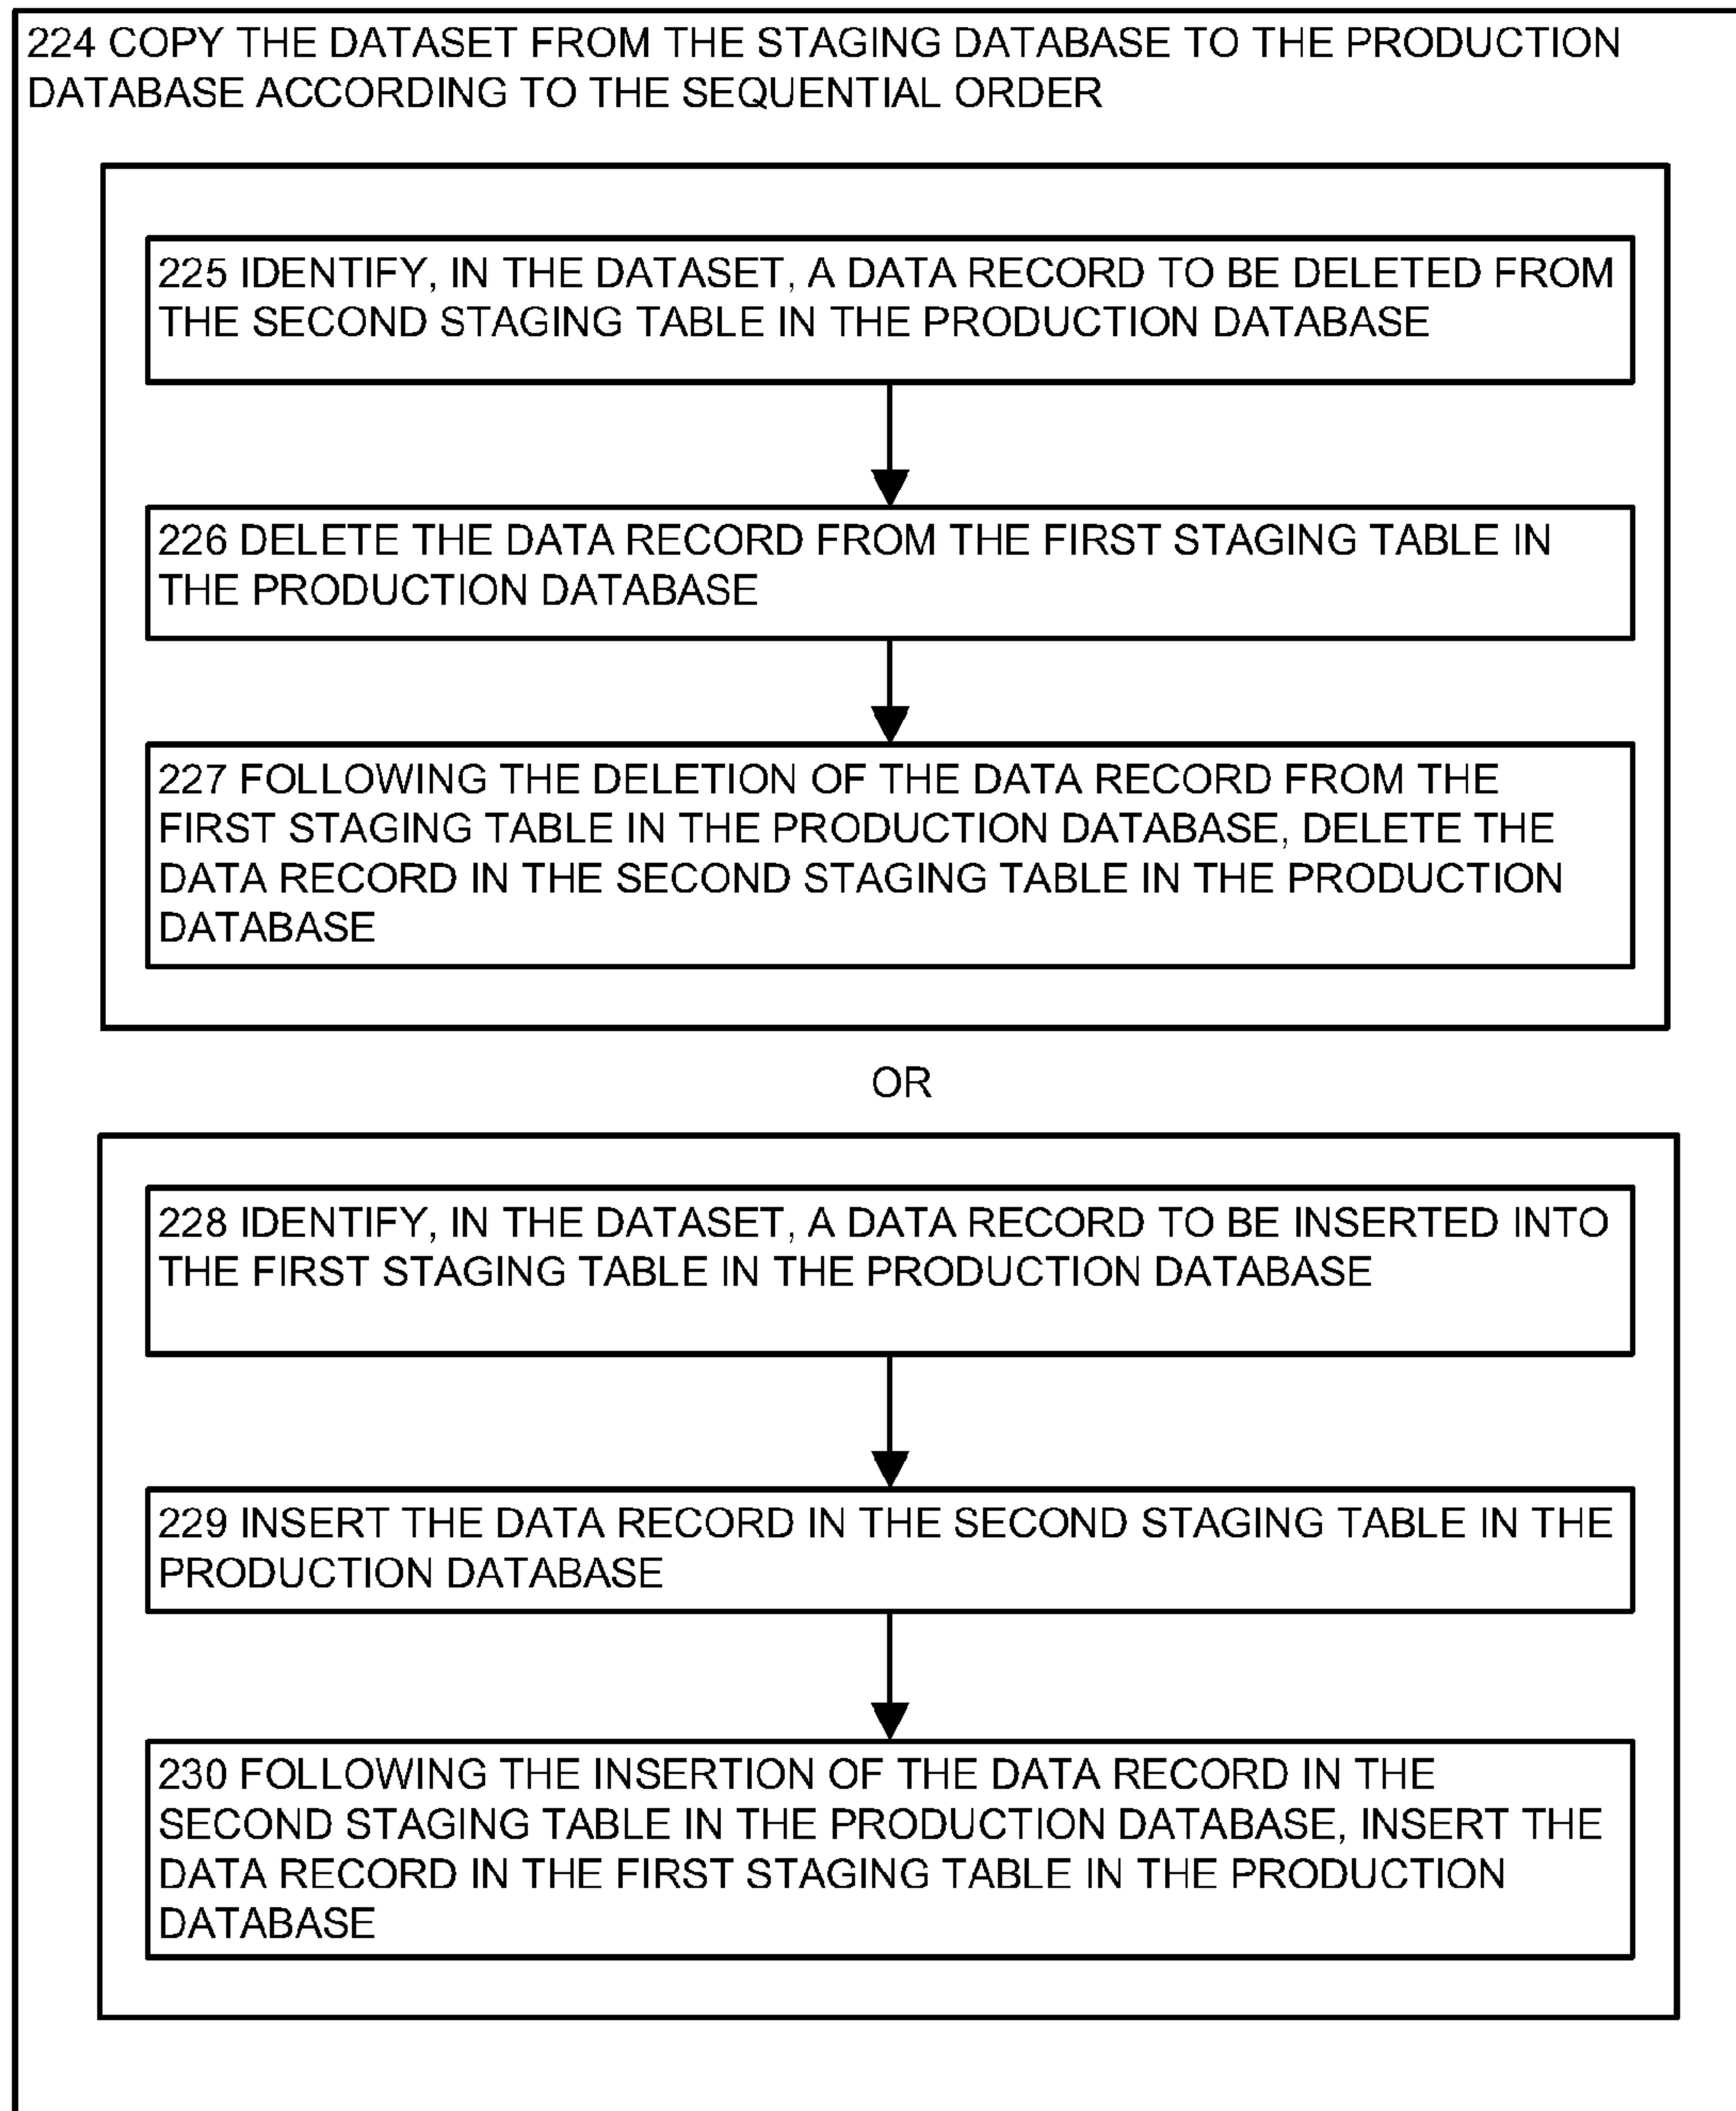 224 COPY THE DATASET FROM THE STAGING DATABASE TO THE PRODUCTION
DATABASE ACCORDING TO THE SEQUENTIAL ORDER
225 IDENTIFY, IN THE DATASET, A DATA RECORD TO BE DELETED FROM
THE SECOND STAGING TABLE IN THE PRODUCTION DATABASE
226 DELETE THE DATA RECORD FROM THE FIRST STAGING TABLE IN
THE PRODUCTION DATABASE
227 FOLLOWING THE DELETION OF THE DATA RECORD FROM THE
FIRST STAGING TABLE IN THE PRODUCTION DATABASE, DELETE THE
DATA RECORD IN THE SECOND STAGING TABLE IN THE PRODUCTION
DATABASE
OR
228 IDENTIFY, IN THE DATASET, A DATA RECORD TO BE INSERTED INTO
THE FIRST STAGING TABLE IN THE PRODUCTION DATABASE
229 INSERT THE DATA RECORD IN THE SECOND STAGING TABLE IN THE
PRODUCTION DATABASE
230 FOLLOWING THE INSERTION OF THE DATA RECORD IN THE
SECOND STAGING TABLE IN THE PRODUCTION DATABASE, INSERT THE
DATA RECORD IN THE FIRST STAGING TABLE IN THE PRODUCTION
DATABASE